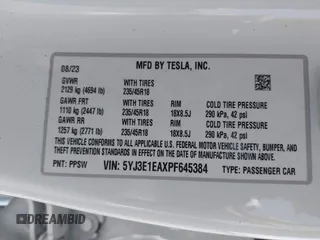 MFD BY TESLA, INC.
08/23
GVWR WITH TIRES
2129 kg (4694 lb) 235/45R18
GAWR FRT WITH TIRES RIM COLD TIRE PRESSURE
1110 kg (2447 lb) 235/45R18 18X8.5J 290 kPa, 42 psi
GAWR RR WITH TIRES RIM COLD TIRE PRESSURE
1257 kg (2771 lb) 235/45R18 18X8.5J 290 kPa, 42 psi
THIS VEHICLE CONFORMS TO ALL APPLICABLE U.S. FEDERAL MOTOR VEHICLE SAFETY, BUMPER, AND
THEFT PREVENTION STANDARDS IN EFFECT ON THE DATE OF MANUFACTURE SHOWN ABOVE.
PNT: PPSW VIN: 5YJ3E1EAXPF645384 TYPE: PASSENGER CAR
DREAMBID